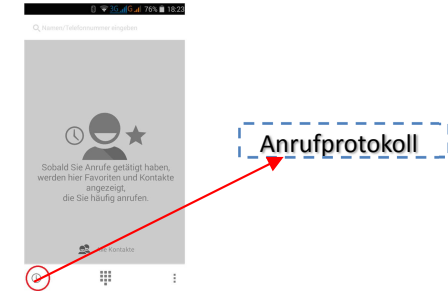 3G G 76% 18:23
Namen/Telefonnummer eingeben
Sobald Sie Anrufe getätigt haben,
werden hier Favoriten und Kontakte
angezeigt,
die Sie häufig anrufen.
Anrufprotokoll
Kontakte